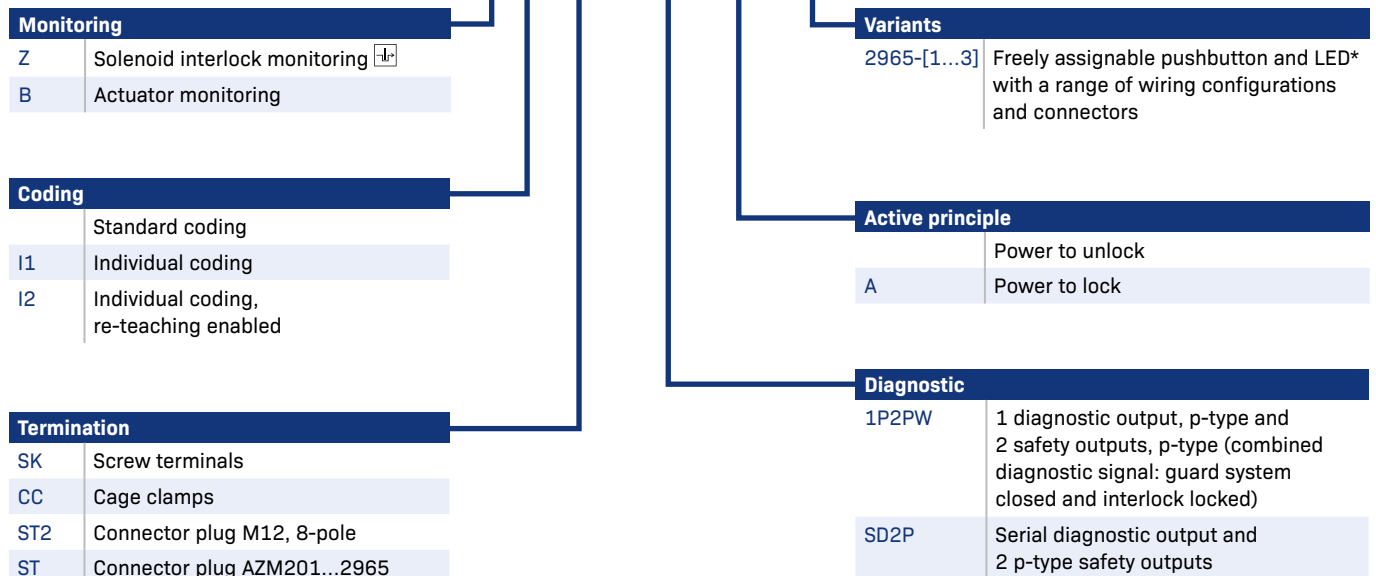 Monitoring
Z Solenoid interlock monitoring
B Actuator monitoring
Coding
Standard coding
I1 Individual coding
I2 Individual coding,
re-teaching enabled
Termination
SK Screw terminals
CC Cage clamps
ST2 Connector plug M12, 8-pole
ST Connector plug AZM201...2965
Variants
2965-[1...3] Freely assignable pushbutton and LED*
with a range of wiring configurations
and connectors
Active principle
Power to unlock
A Power to lock
Diagnostic
1P2PW 1 diagnostic output, p-type and
2 safety outputs, p-type (combined
diagnostic signal: guard system
closed and interlock locked)
SD2P Serial diagnostic output and
2 p-type safety outputs